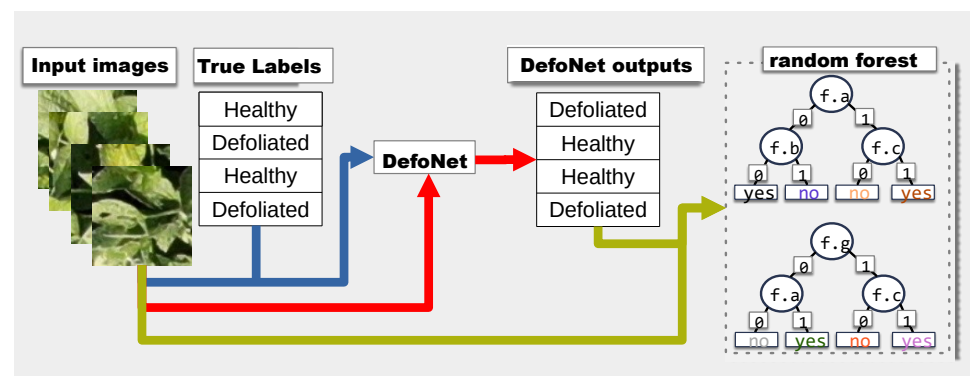 Input images
True Labels
Healthy
Defoliated
Healthy
Defoliated
DefoNet
DefoNet outputs
Defoliated
Healthy
Healthy
Defoliated
random forest
f.a
0 1
f.b f.c
0 1 0 1
yes no no yes
f.g
0 1
f.a f.c
0 1 0 1
no yes no yes